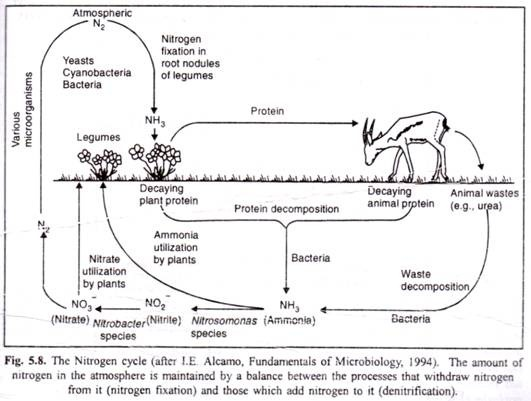 Atmospheric
N₂
Nitrogen
fixation in
root nodules
of legumes
Yeasts
Cyanobacteria
Bacteria
Various
microorganisms
Protein
NH₃
Legumes
Decaying
plant protein
Decaying
animal protein
Animal wastes
(e.g., urea)
Protein decomposition
Ammonia
utilization
by plants
N₂
Nitrate
utilization
by plants
Bacteria
Waste
decomposition
NO₃⁻
(Nitrate)
Nitrobacter
species
NO₂⁻
(Nitrite)
Nitrosomonas
species
NH₃
(Ammonia)
Bacteria
Fig. 5.8. The Nitrogen cycle (after I.E. Alcamo, Fundamentals of Microbiology, 1994). The amount of
nitrogen in the atmosphere is maintained by a balance between the processes that withdraw nitrogen
from it (nitrogen fixation) and those which add nitrogen to it (denitrification).